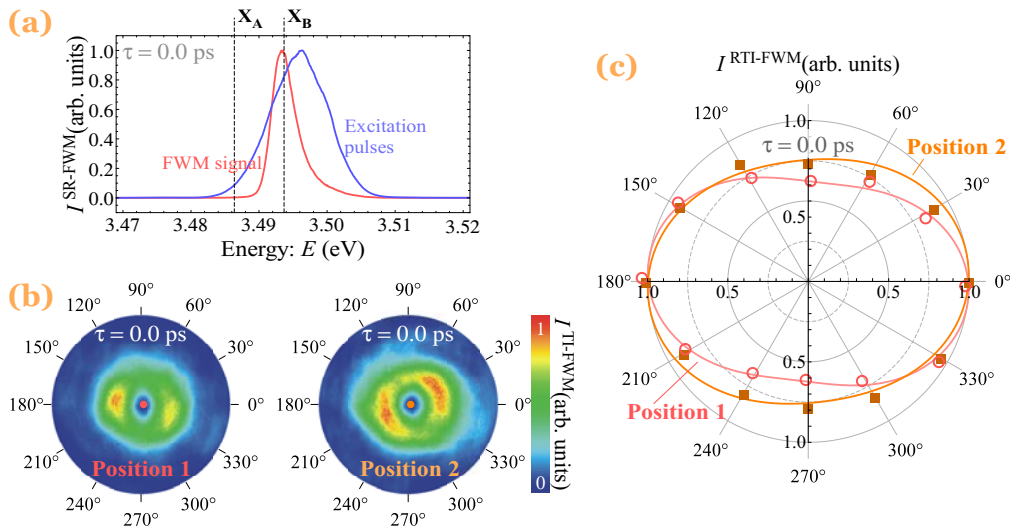 (a)
X_A X_B
τ = 0.0 ps
I^SR-FWM (arb. units)
1.0
0.8
0.6
0.4
0.2
0.0
FWM signal
Excitation
pulses
3.47 3.48 3.49 3.50 3.51 3.52
Energy: E (eV)
(b)
90°
120° 60°
τ = 0.0 ps
150° 30°
180° 0°
210° 330°
Position 1
240° 300°
270°
90°
120° 60°
τ = 0.0 ps
150° 30°
180° 0°
210° 330°
Position 2
240° 300°
270°
1
0
I^TI-FWM (arb. units)
(c)
I^RTI-FWM (arb. units)
90°
120° 60°
1.0
τ = 0.0 ps
Position 2
150° 30°
0.5
180° 0°
1.0 0.5 0.5 1.0
0.5
210° 330°
Position 1
1.0
240° 300°
270°